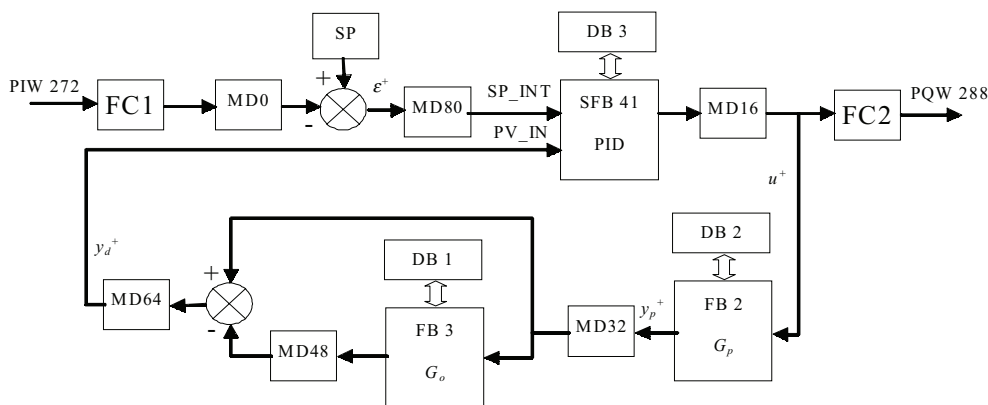 SP
DB 3
PIW 272
FC1
MD0
+
-
ε+
MD80
SP_INT
PV_IN
SFB 41
PID
MD16
FC2
PQW 288
u+
yd+
DB 1
DB 2
MD64
+
-
MD48
FB 3
Go
MD32
yp+
FB 2
Gp